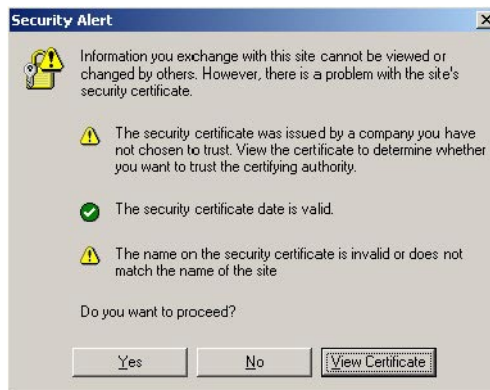 Security Alert
Information you exchange with this site cannot be viewed or
changed by others. However, there is a problem with the site's
security certificate.
The security certificate was issued by a company you have
not chosen to trust. View the certificate to determine whether
you want to trust the certifying authority.
The security certificate date is valid.
The name on the security certificate is invalid or does not
match the name of the site
Do you want to proceed?
Yes No View Certificate